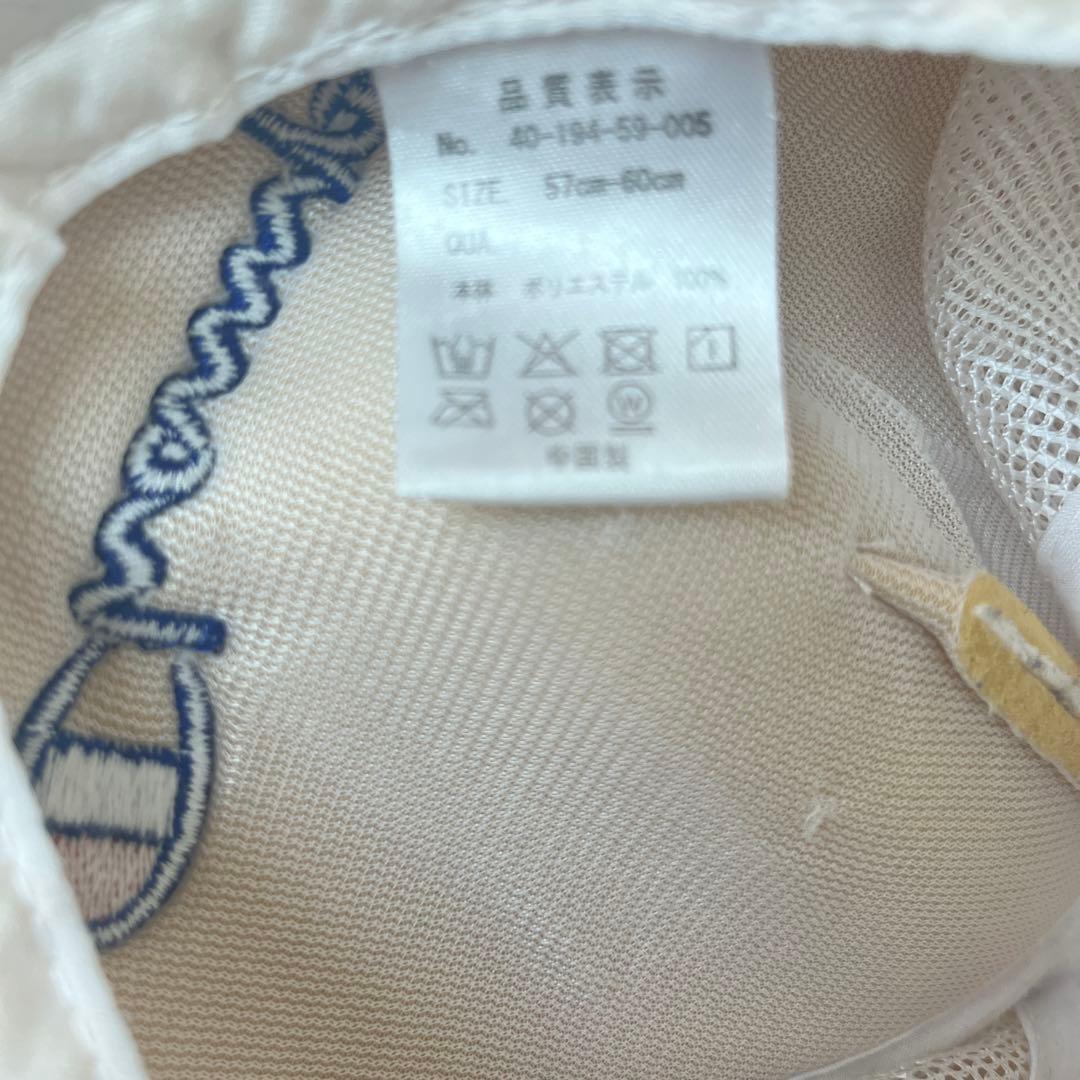 品質表示
No. 40-194-59-005
SIZE. 57cm-60cm
QUA.
本体 ポリエステル 100%
W
中国製